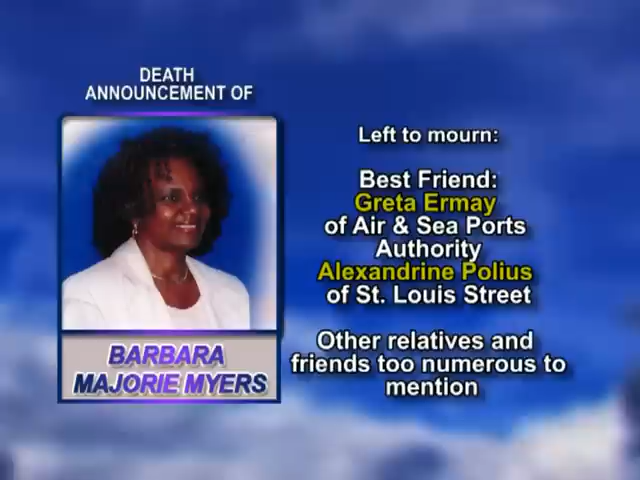 DEATH
ANNOUNCEMENT OF
BARBARA
MAJORIE MYERS
Left to mourn:
Best Friend:
Greta Ermay
of Air & Sea Ports
Authority
Alexandrine Polius
of St. Louis Street
Other relatives and
friends too numerous to
mention